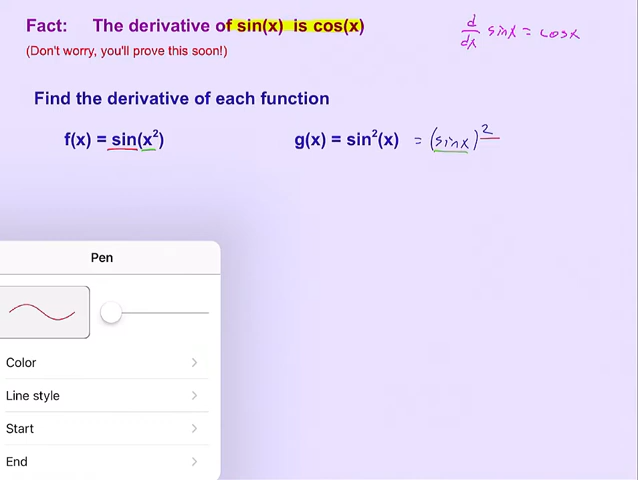 Fact: The derivative of sin(x) is cos(x)
d/dx sinx = cosx
(Don't worry, you'll prove this soon!)
Find the derivative of each function
f(x) = sin(x²)
g(x) = sin²(x) = (sinx)²
Pen
Color
Line style
Start
End